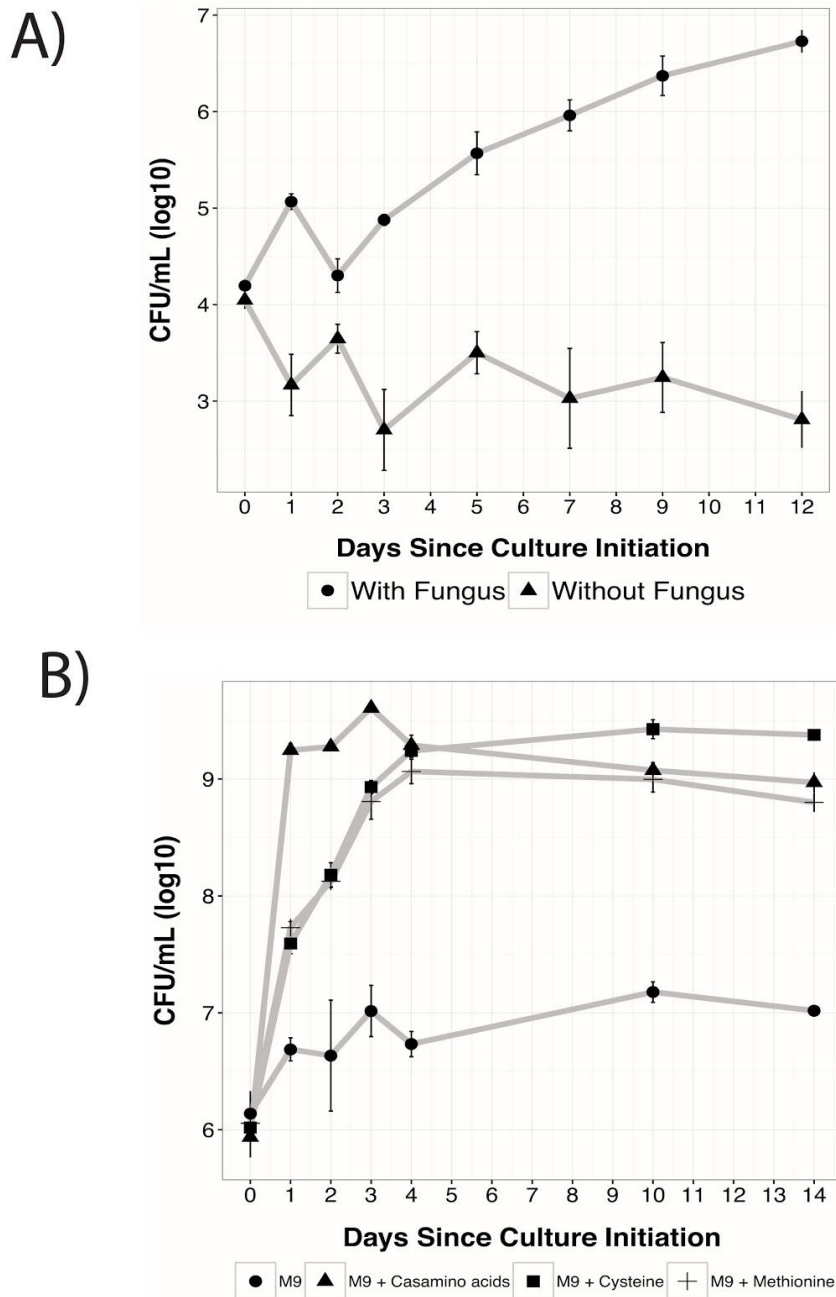 A)
7
6
5
4
3
CFU/mL (log10)
0 1 2 3 4 5 6 7 8 9 10 11 12
Days Since Culture Initiation
With Fungus Without Fungus
B)
9
8
7
6
CFU/mL (log10)
0 1 2 3 4 5 6 7 8 9 10 11 12 13 14
Days Since Culture Initiation
M9 M9 + Casamino acids M9 + Cysteine M9 + Methionine